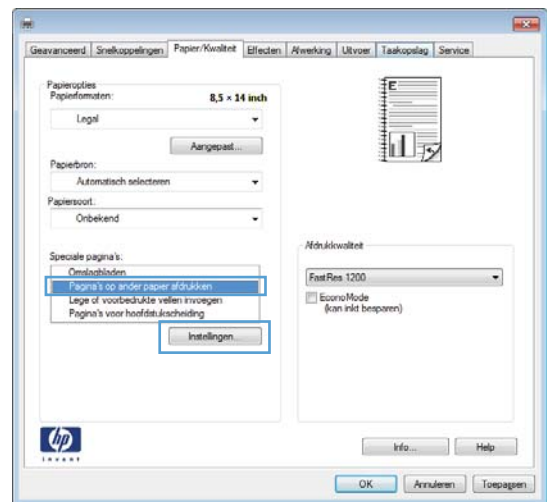 Geavanceerd Snelkoppelingen Papier/Kwaliteit Effecten Afwerking Uitvoer Taakopslag Service
Papieropties
Papierformaten: 8,5 × 14 inch
Legal
Aangepast...
Papierbron:
Automatisch selecteren
Papiersoort:
Onbekend
Speciale pagina's:
Omslagbladen
Pagina's op ander papier afdrukken
Lege of voorbedrukte vellen invoegen
Pagina's voor hoofdstukscheiding
Instellingen...
E
Afdrukkwaliteit
FastRes 1200
EconoMode
(kan inkt besparen)
hp
invent
Info... Help
OK Annuleren Toepassen